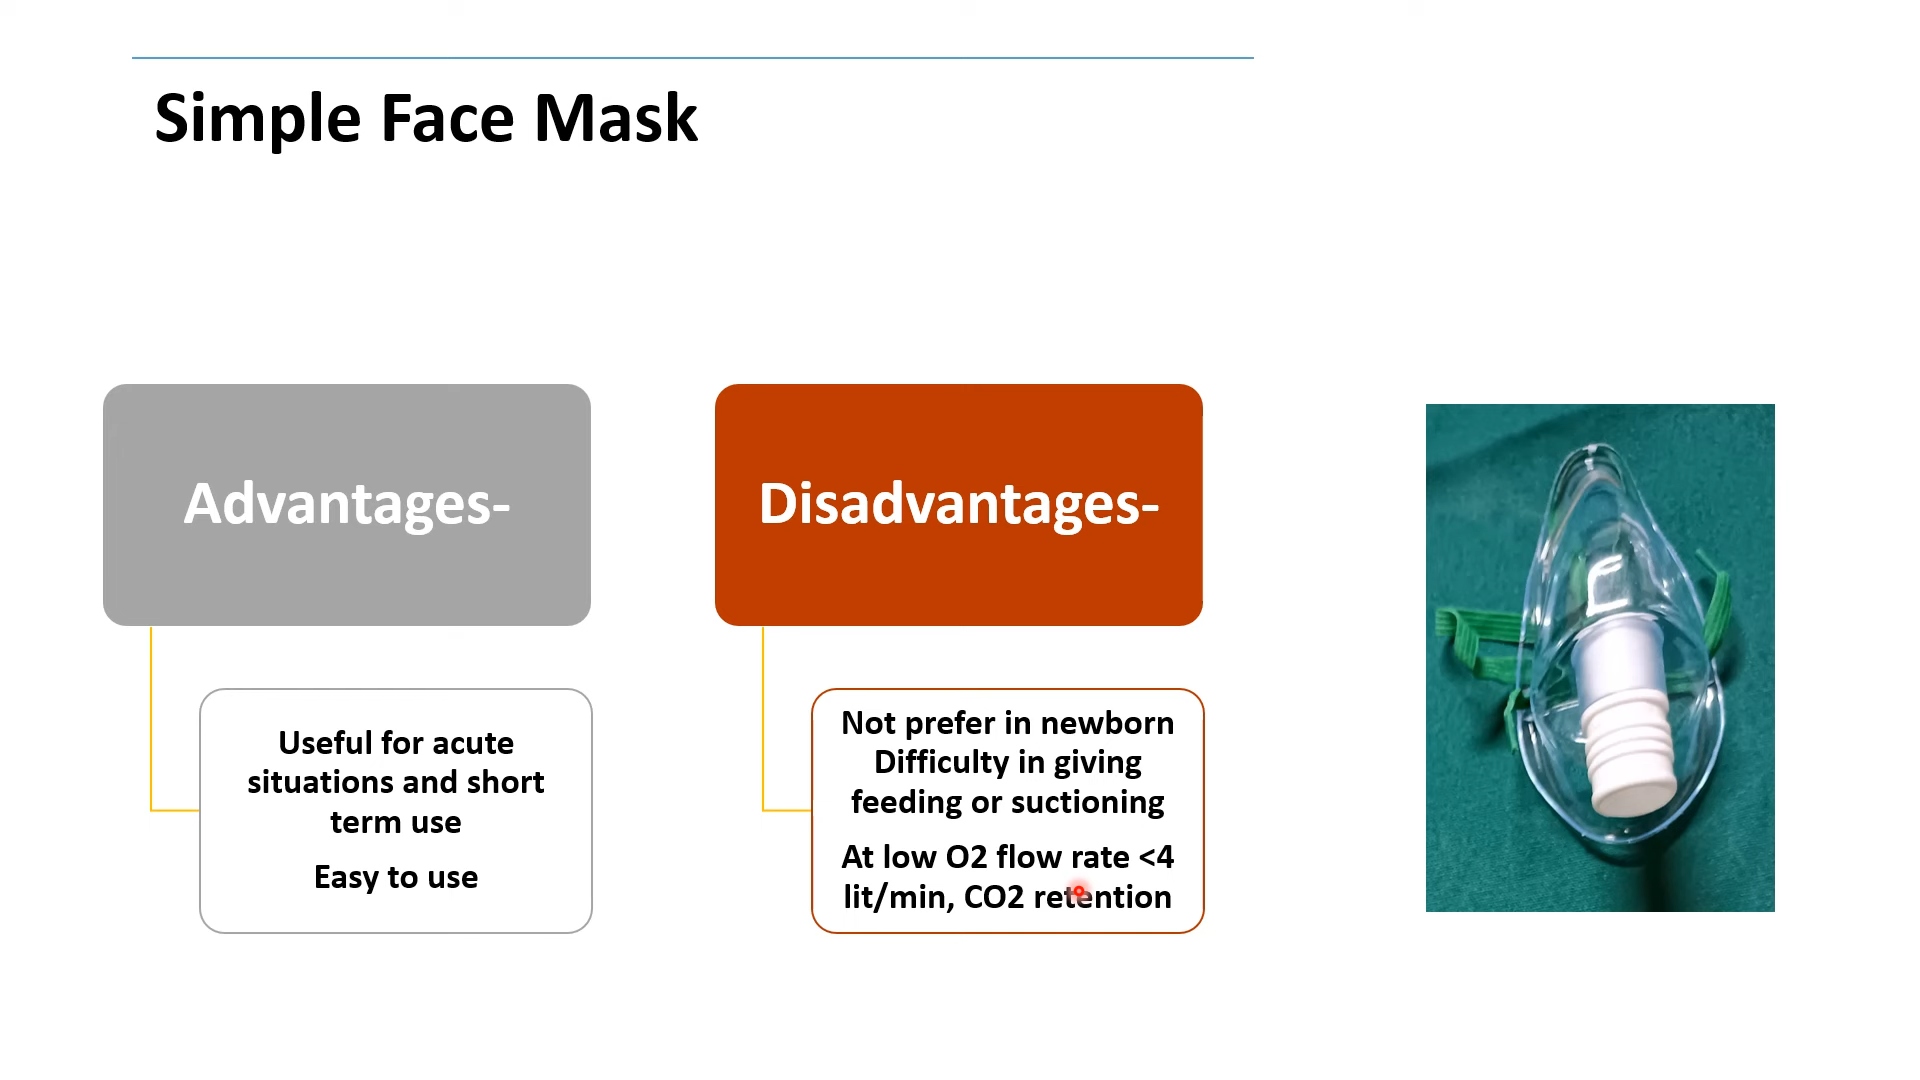 Simple Face Mask
Advantages-
Useful for acute
situations and short
term use
Easy to use
Disadvantages-
Not prefer in newborn
Difficulty in giving
feeding or suctioning
At low O2 flow rate <4
lit/min, CO2 retention